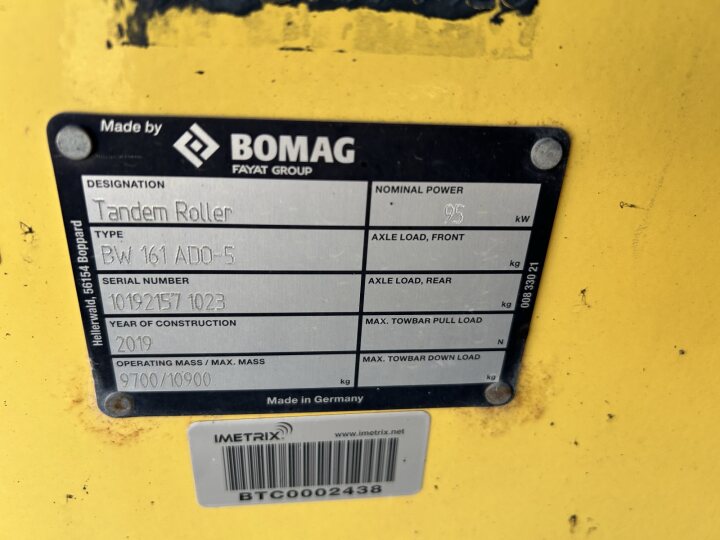 Made by BOMAG
FAYAT GROUP
DESIGNATION
Tandem Roller
NOMINAL POWER
95 kW
TYPE
BW 161 ADO-5
AXLE LOAD, FRONT
kg
SERIAL NUMBER
10192157 1023
AXLE LOAD, REAR
kg
YEAR OF CONSTRUCTION
2019
MAX. TOWBAR PULL LOAD
N
OPERATING MASS / MAX. MASS
9700/10900 kg
MAX. TOWBAR DOWN LOAD
kg
Hellerwald, 56154 Boppard
008 330 21
Made in Germany
IMETRIX www.imetrix.net
BTC0002438